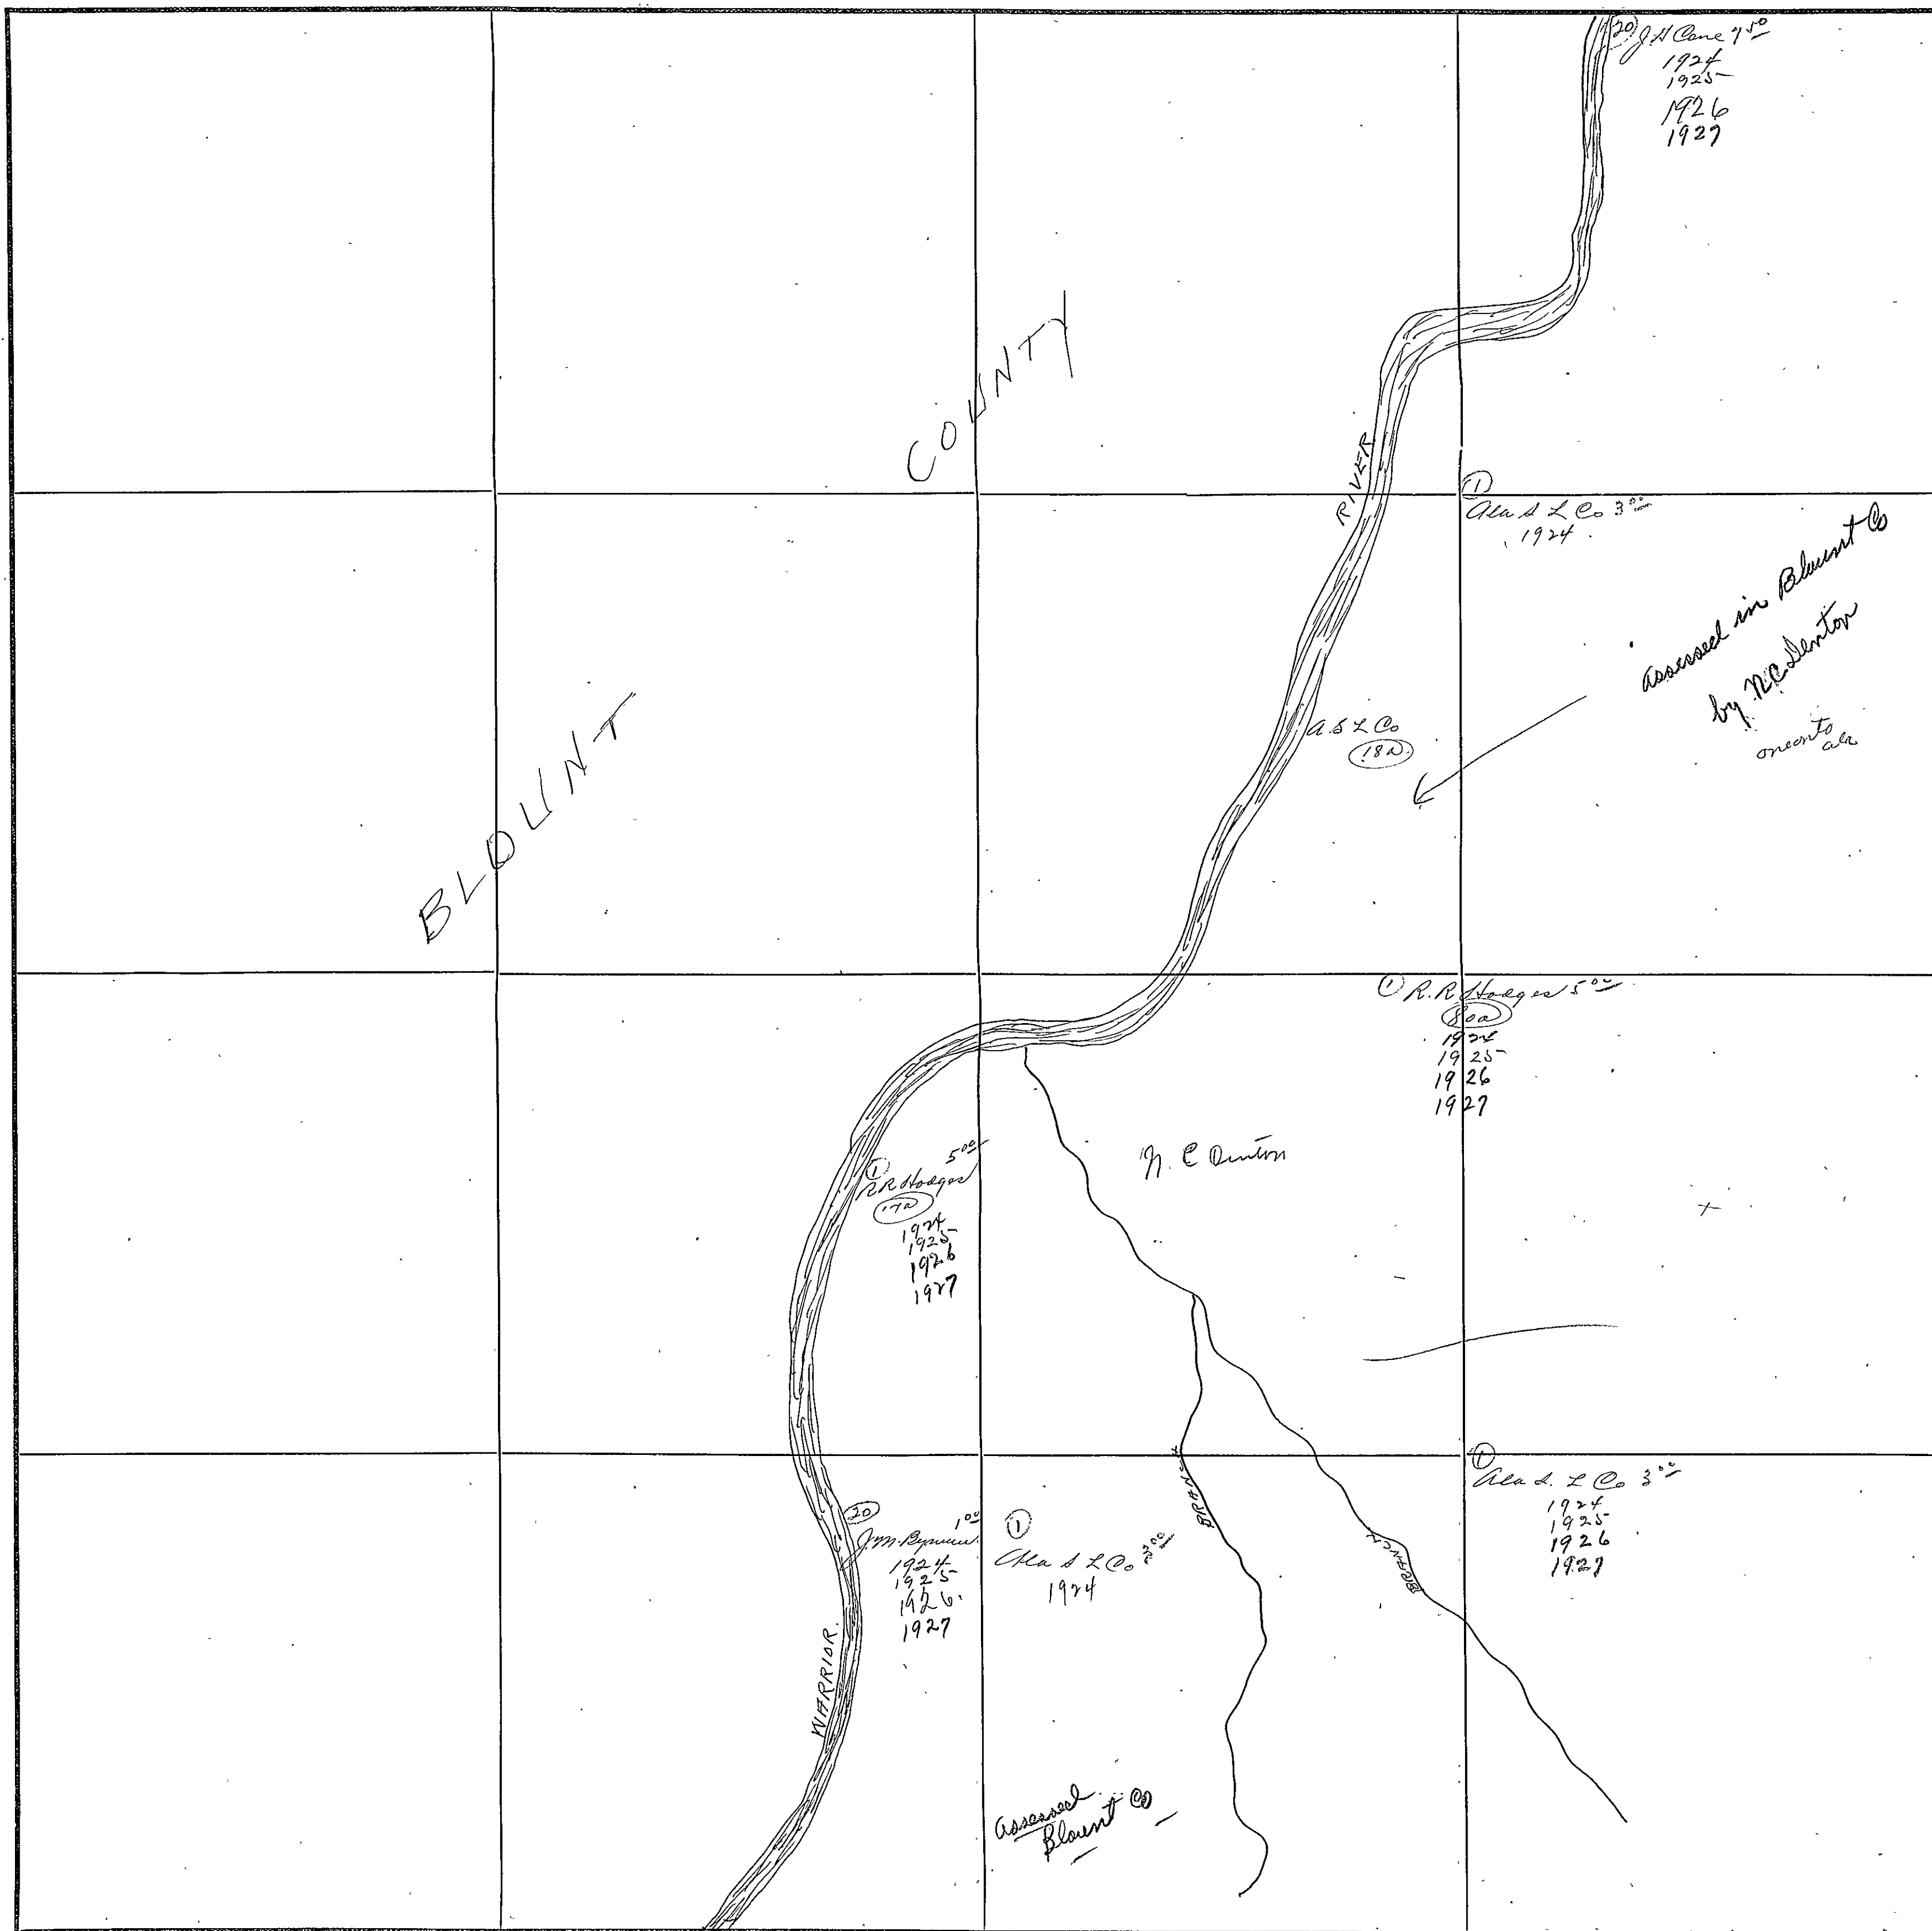 (20) J H Cane 7 50
1924
1925
1926
1927
COUNTY
RIVER
(1)
Ala S L Co 3 00
1924
Assessed in Blount Co
by N.C. Denton
oneonta
ala
A S L Co
(18a)
BLOUNT
(1) R.R. Hodges 5 00
(80a)
1924
1925
1926
1927
N. C Denton
5 00
(1)
R R Hodges
(17a)
1924
1925
1926
1927
(1)
Ala S. L Co 3 00
1924
1925
1926
1927
BRANCH
BRANCH
(20)
1 00
J.M. Bynum
1924
1925
1926
1927
(1)
Ala S L Co 3 00
1924
WARRIOR
Assessed
Blount Co